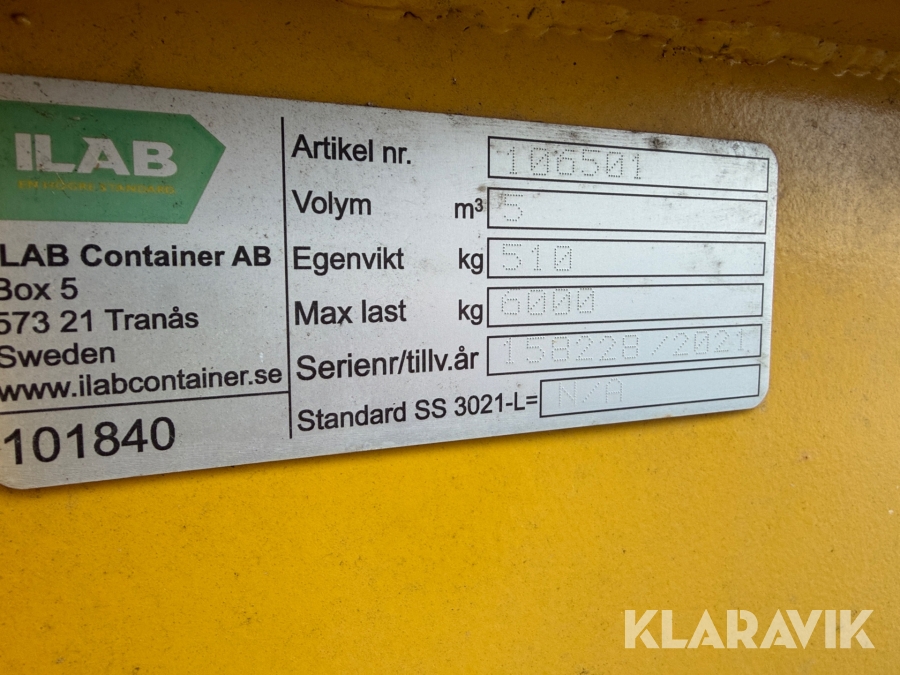 ILAB
LAB Container AB
Box 5
573 21 Tranås
Sweden
www.ilabcontainer.se
101840
Artikel nr. 106501
Volym m³ 5
Egenvikt kg 510
Max last kg 6000
Serienr/tillv.år 158228/2021
Standard SS 3021-L= N/A
KLARAVIK